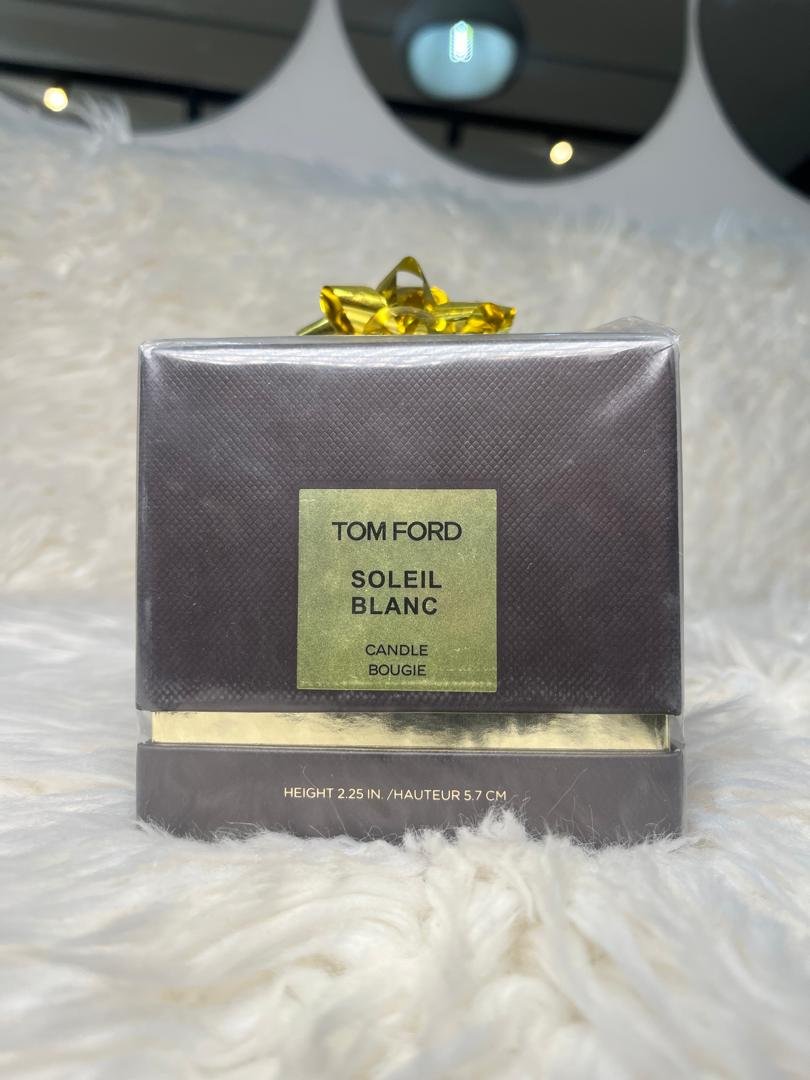 TOM FORD
SOLEIL
BLANC
CANDLE
BOUGIE
HEIGHT 2.25 IN. /HAUTEUR 5.7 CM